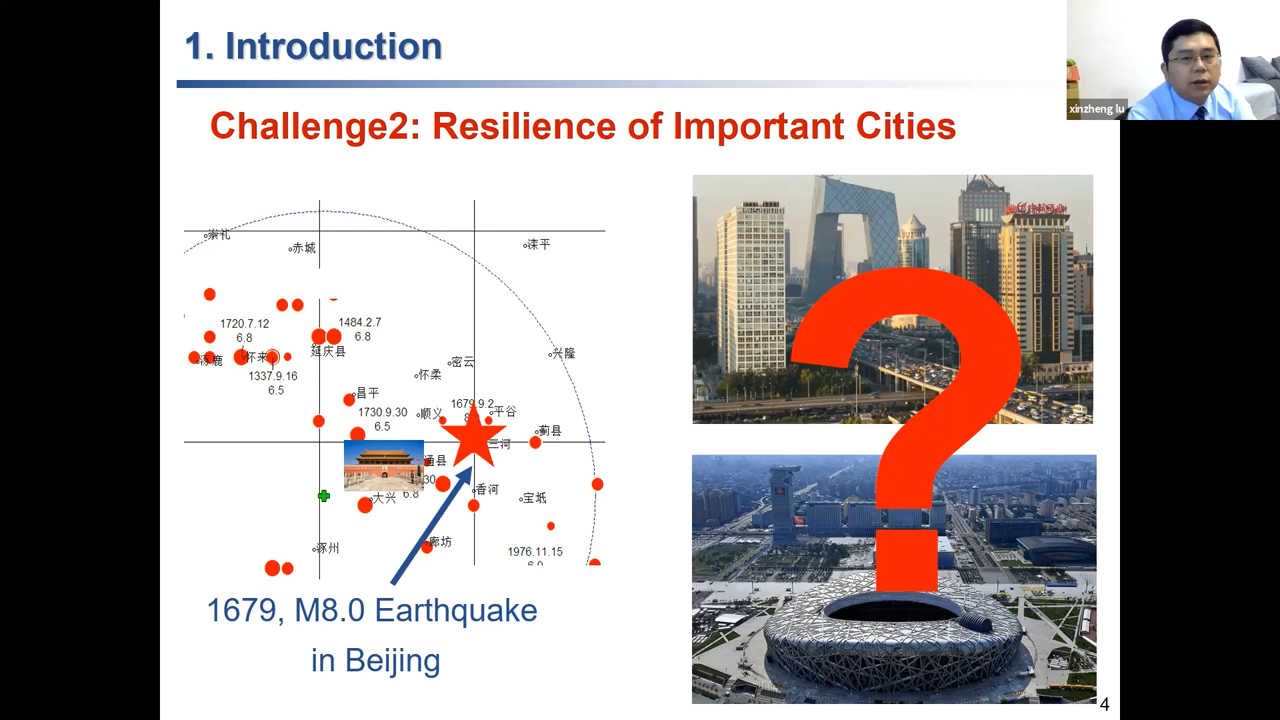 1. Introduction
xinzheng lu
Challenge2: Resilience of Important Cities
崇礼
赤城
滦平
1720.7.12
6.8
1484.2.7
6.8
涿鹿
怀来
延庆县
兴隆
1337.9.16
6.5
密云
怀柔
昌平
1730.9.30
6.5
顺义
1679.9.2
平谷
三河
蓟县
通县
6.8
大兴
香河
宝坻
涿州
廊坊
1976.11.15
6.9
1679, M8.0 Earthquake
in Beijing
4